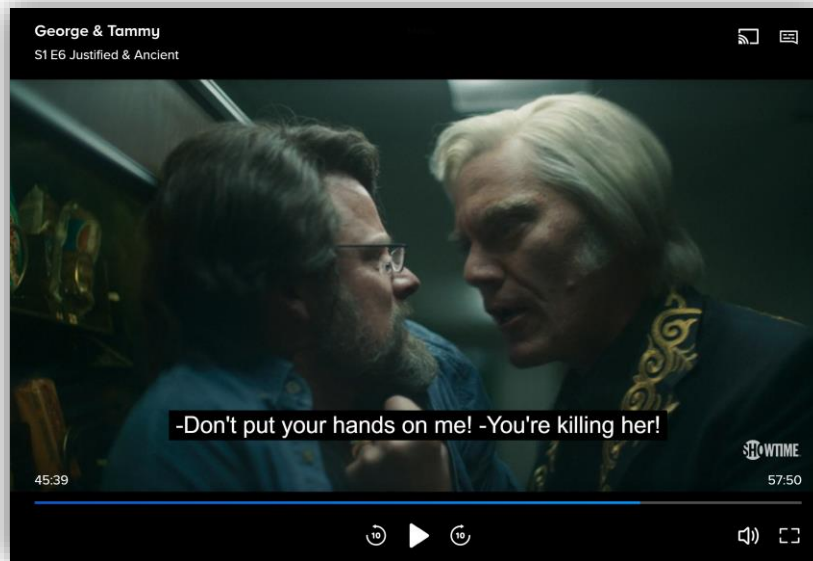 George & Tammy
S1 E6 Justified & Ancient
-Don't put your hands on me! -You're killing her!
SHOWTIME
45:39
57:50
10
10